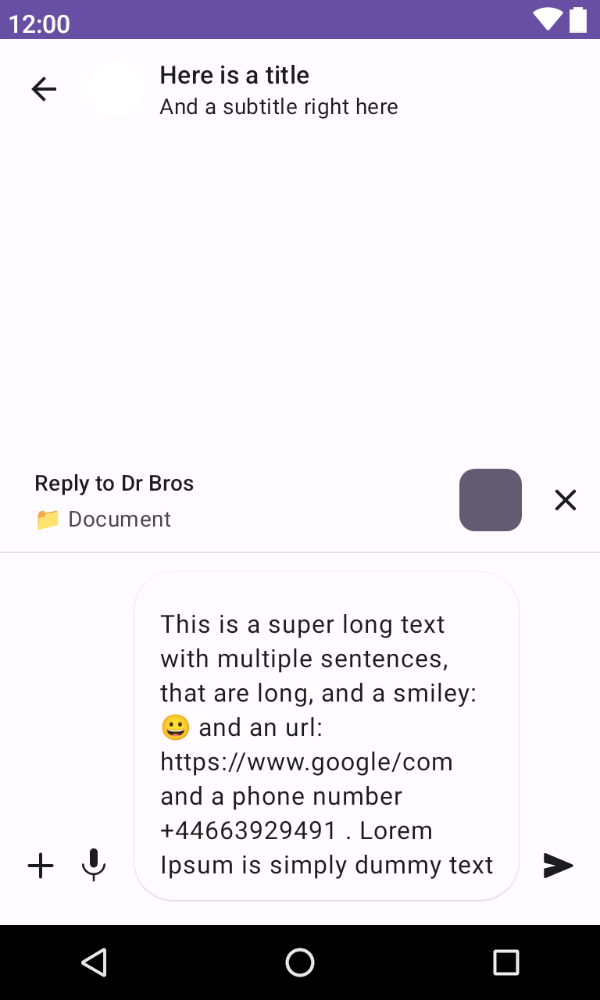 12:00
Here is a title
And a subtitle right here
Reply to Dr Bros
📁 Document
This is a super long text
with multiple sentences,
that are long, and a smiley:
😀 and an url:
https://www.google/com
and a phone number
+44663929491 . Lorem
Ipsum is simply dummy text